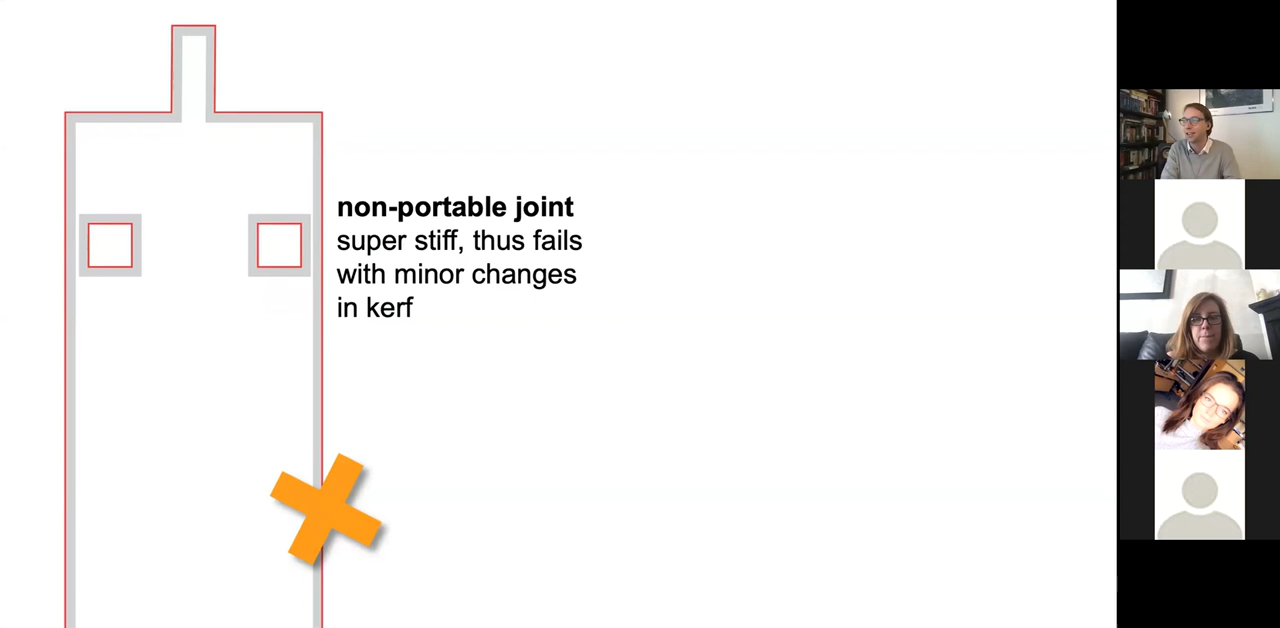 non-portable joint
super stiff, thus fails
with minor changes
in kerf